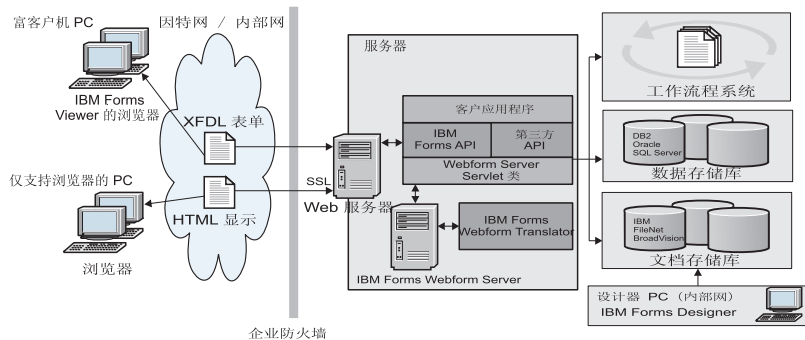 富客户机 PC
IBM Forms
Viewer 的浏览器
仅支持浏览器的 PC
浏览器
因特网 / 内部网
XFDL 表单
HTML 显示
企业防火墙
SSL
服务器
Web 服务器
客户应用程序
IBM
Forms API
第三方
API
Webform Server
Servlet 类
IBM Forms
Webform Translator
IBM Forms Webform Server
工作流程系统
DB2
Oracle
SQL Server
数据存储库
IBM
FileNet
BroadVision
文档存储库
设计器 PC（内部网）
IBM Forms Designer